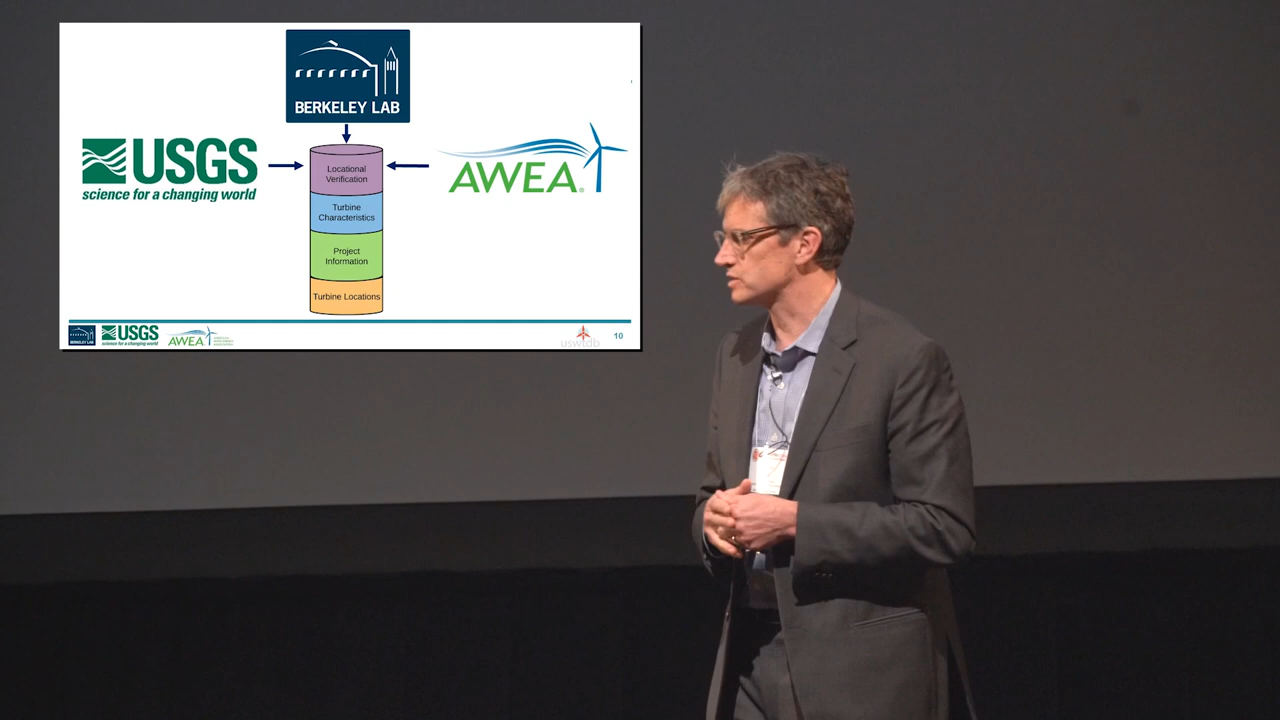 BERKELEY LAB
USGS
science for a changing world
AWEA®
Locational
Verification
Turbine
Characteristics
Project
Information
Turbine Locations
BERKELEY LAB
USGS
science for a changing world
AWEA
uswtdb
10